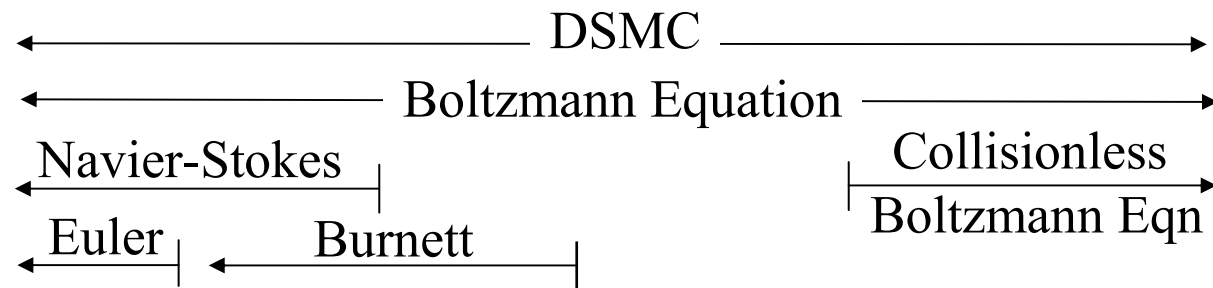 DSMC
Boltzmann Equation
Navier-Stokes
Collisionless
Boltzmann Eqn
Euler
Burnett